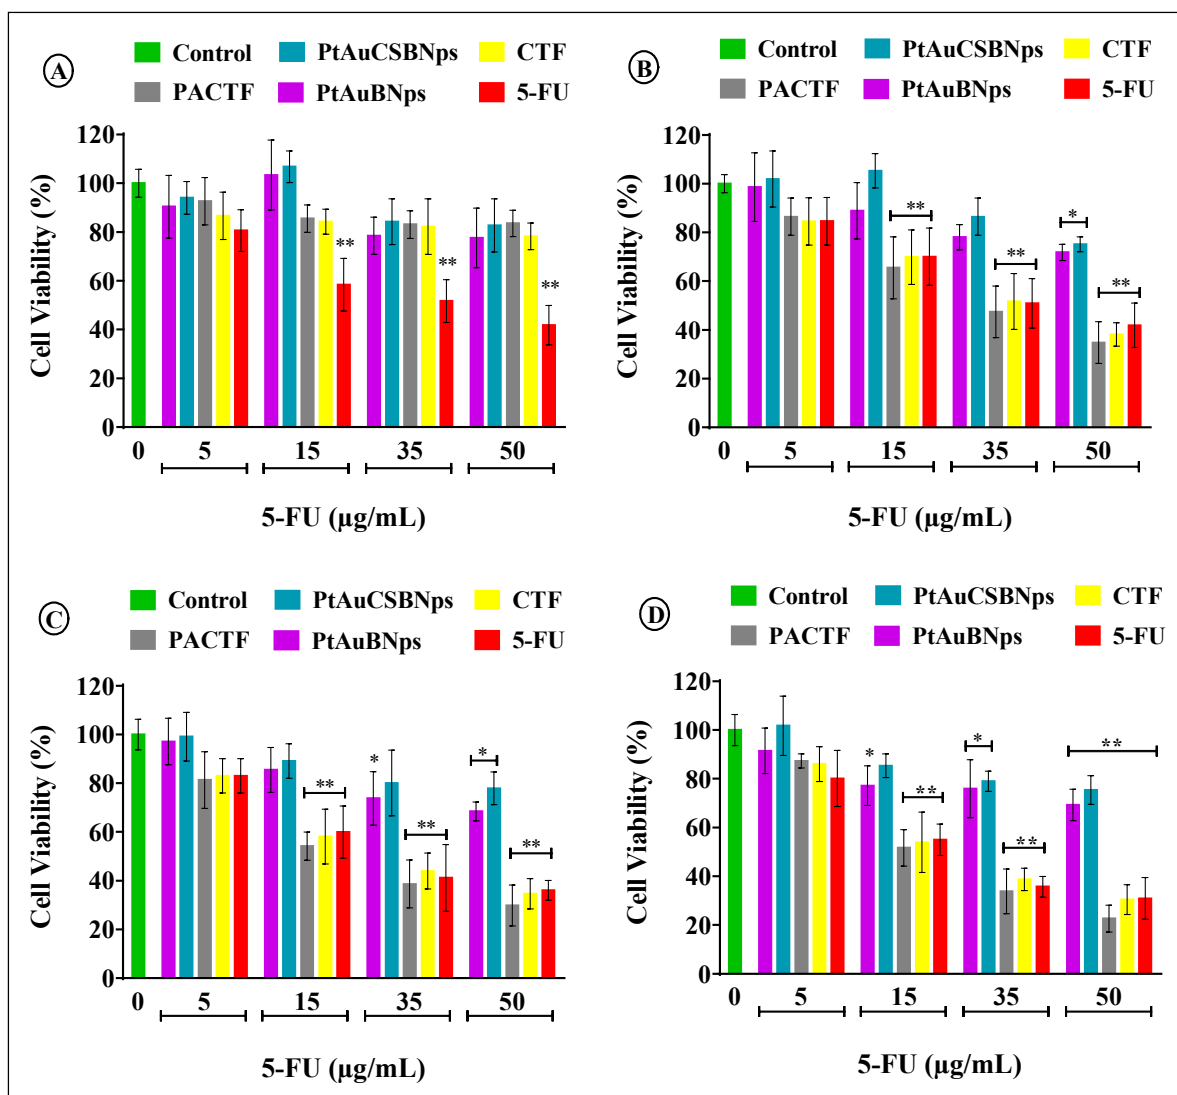 A
Control PtAuCSBNps CTF
PACTF PtAuBNps 5-FU
Cell Viability (%)
120
100
80
60
40
20
0
** ** **
0 5 15 35 50
5-FU (µg/mL)
B
Control PtAuCSBNps CTF
PACTF PtAuBNps 5-FU
Cell Viability (%)
120
100
80
60
40
20
0
** ** * **
0 5 15 35 50
5-FU (µg/mL)
C
Control PtAuCSBNps CTF
PACTF PtAuBNps 5-FU
Cell Viability (%)
120
100
80
60
40
20
0
** * ** * **
0 5 15 35 50
5-FU (µg/mL)
D
Control PtAuCSBNps CTF
PACTF PtAuBNps 5-FU
Cell Viability (%)
120
100
80
60
40
20
0
* ** * ** **
0 5 15 35 50
5-FU (µg/mL)